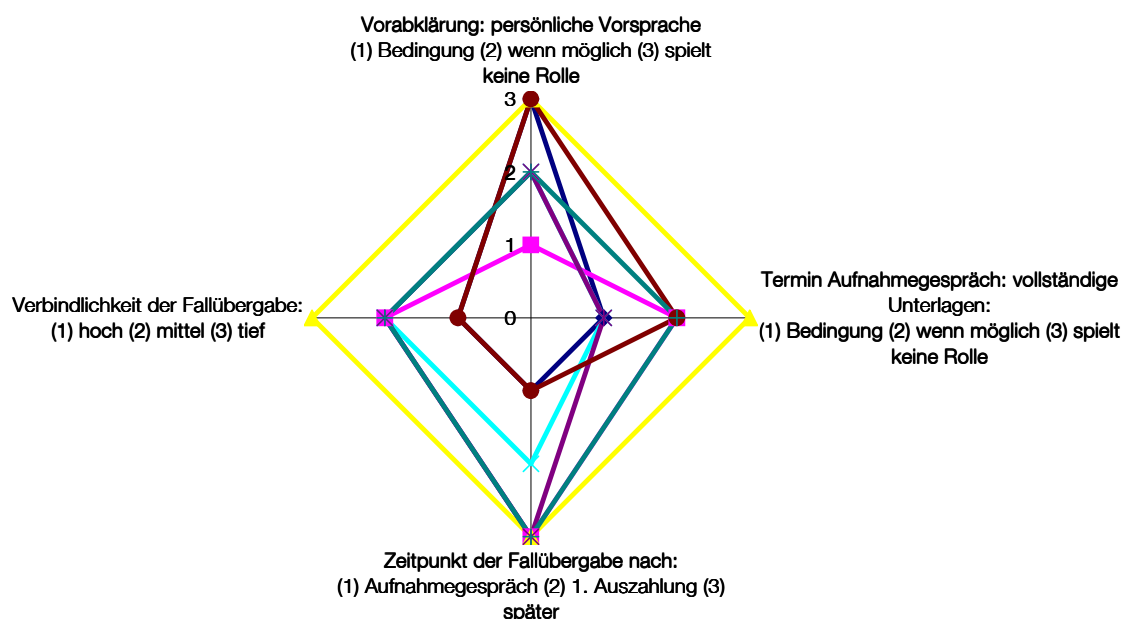 Vorabklärung: persönliche Vorsprache
(1) Bedingung (2) wenn möglich (3) spielt
keine Rolle
3
2
1
0
Termin Aufnahmegespräch: vollständige
Unterlagen:
(1) Bedingung (2) wenn möglich (3) spielt
keine Rolle
Verbindlichkeit der Fallübergabe:
(1) hoch (2) mittel (3) tief
Zeitpunkt der Fallübergabe nach:
(1) Aufnahmegespräch (2) 1. Auszahlung (3)
später